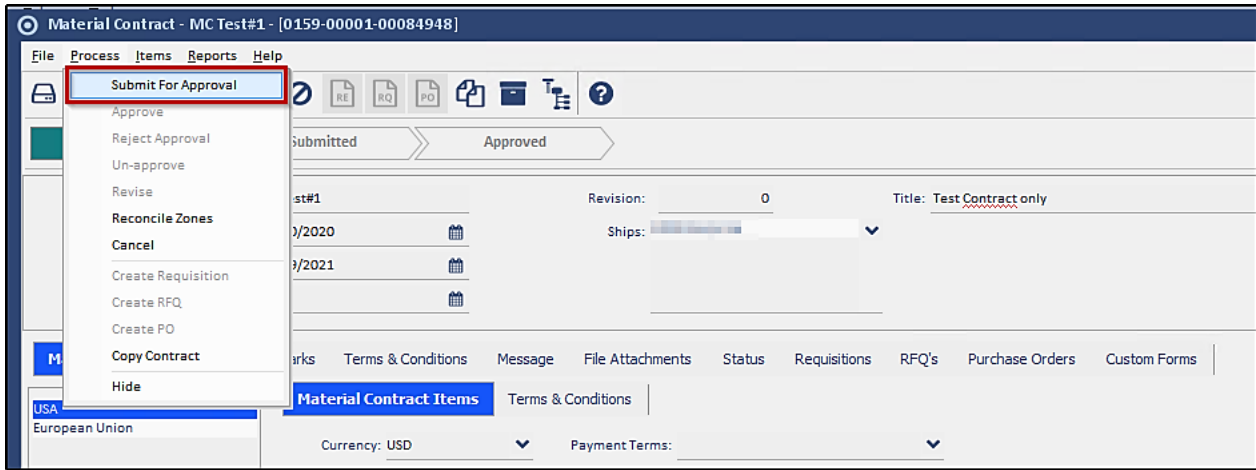 Material Contract - MC Test#1 - [0159-00001-00084948]
File Process Items Reports Help
Submit For Approval
RE RQ PO T ?
Approve
Reject Approval
Submitted Approved
Un-approve
Revise
est#1 Revision: 0 Title: Test Contract only
Reconcile Zones
0/2020 Ships:
Cancel
9/2021
Create Requisition
Create RFQ
Create PO
Copy Contract
M arks Terms & Conditions Message File Attachments Status Requisitions RFQ's Purchase Orders Custom Forms
Hide
Material Contract Items Terms & Conditions
USA
European Union
Currency: USD Payment Terms: